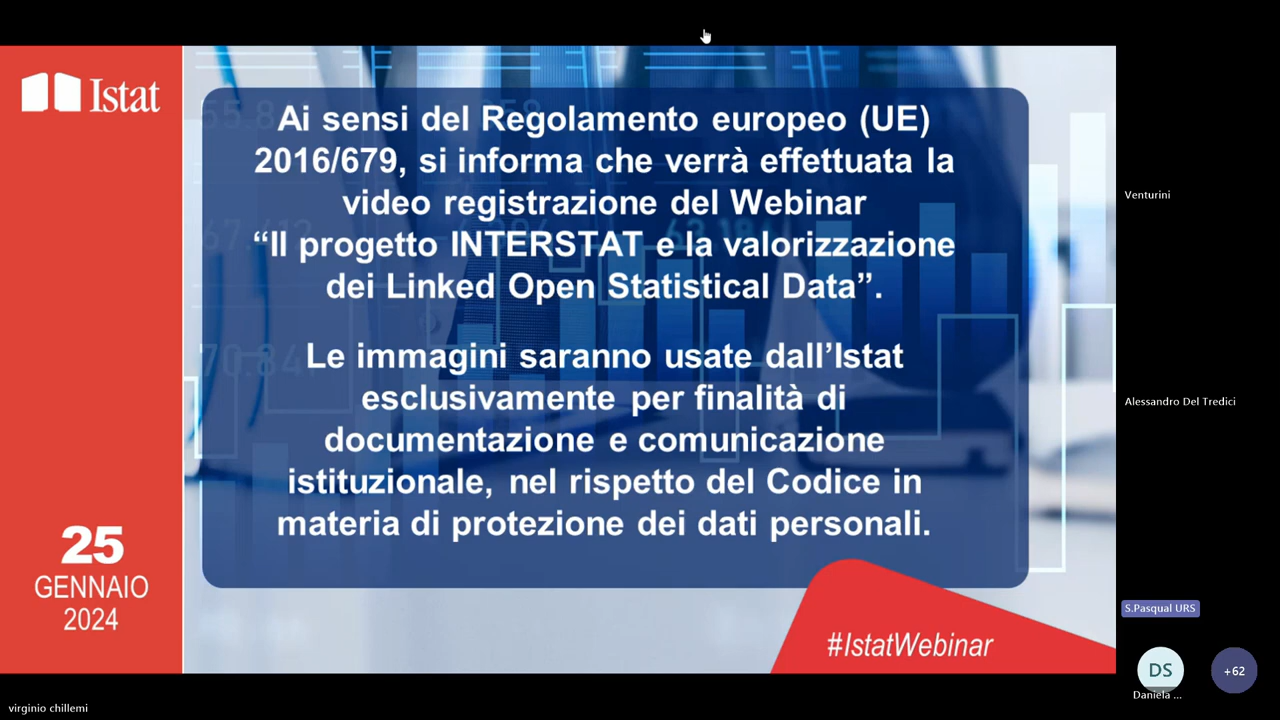 Istat
Ai sensi del Regolamento europeo (UE)
2016/679, si informa che verrà effettuata la
video registrazione del Webinar
“Il progetto INTERSTAT e la valorizzazione
dei Linked Open Statistical Data”.
Le immagini saranno usate dall’Istat
esclusivamente per finalità di
documentazione e comunicazione
istituzionale, nel rispetto del Codice in
materia di protezione dei dati personali.
25
GENNAIO
2024
#IstatWebinar
Venturini
Alessandro Del Tredici
S.Pasqual URS
DS
+62
Daniela ...
virginio chillemi